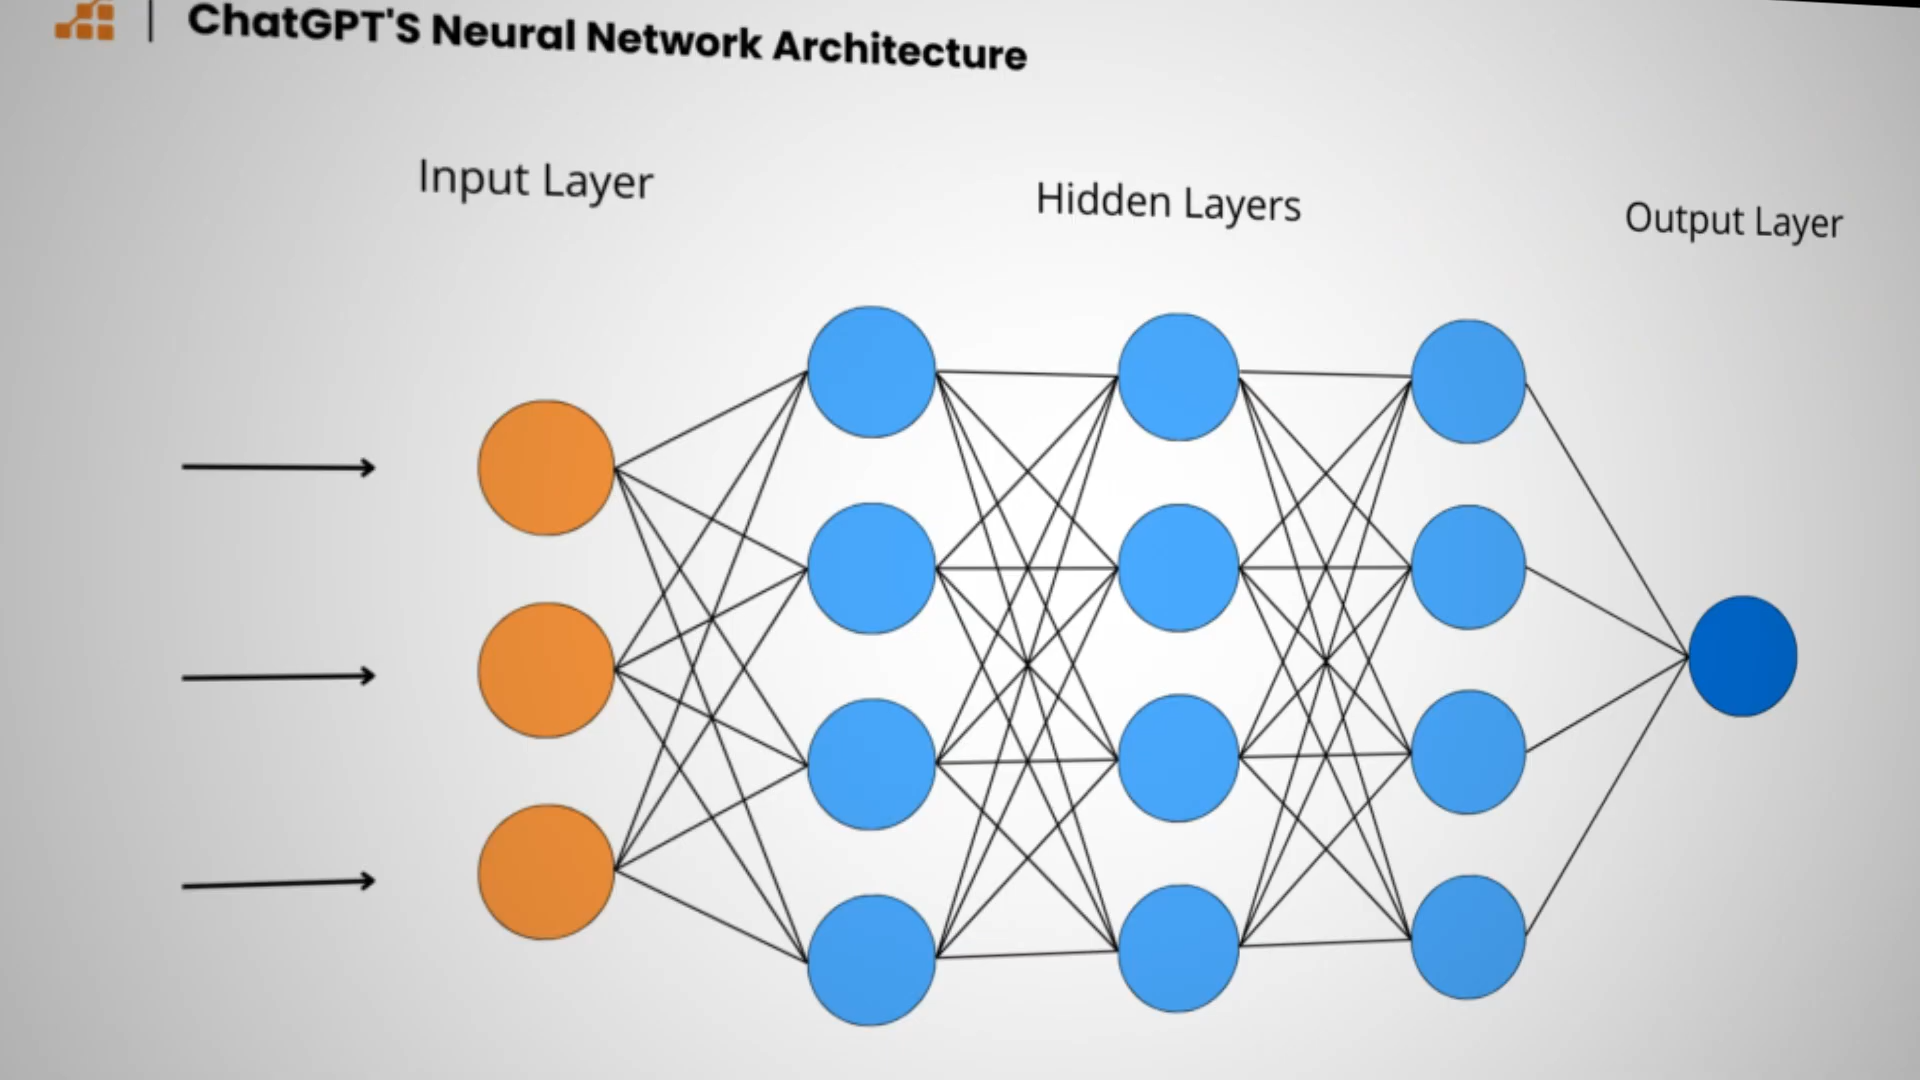 ChatGPT'S Neural Network Architecture
Input Layer
Hidden Layers
Output Layer